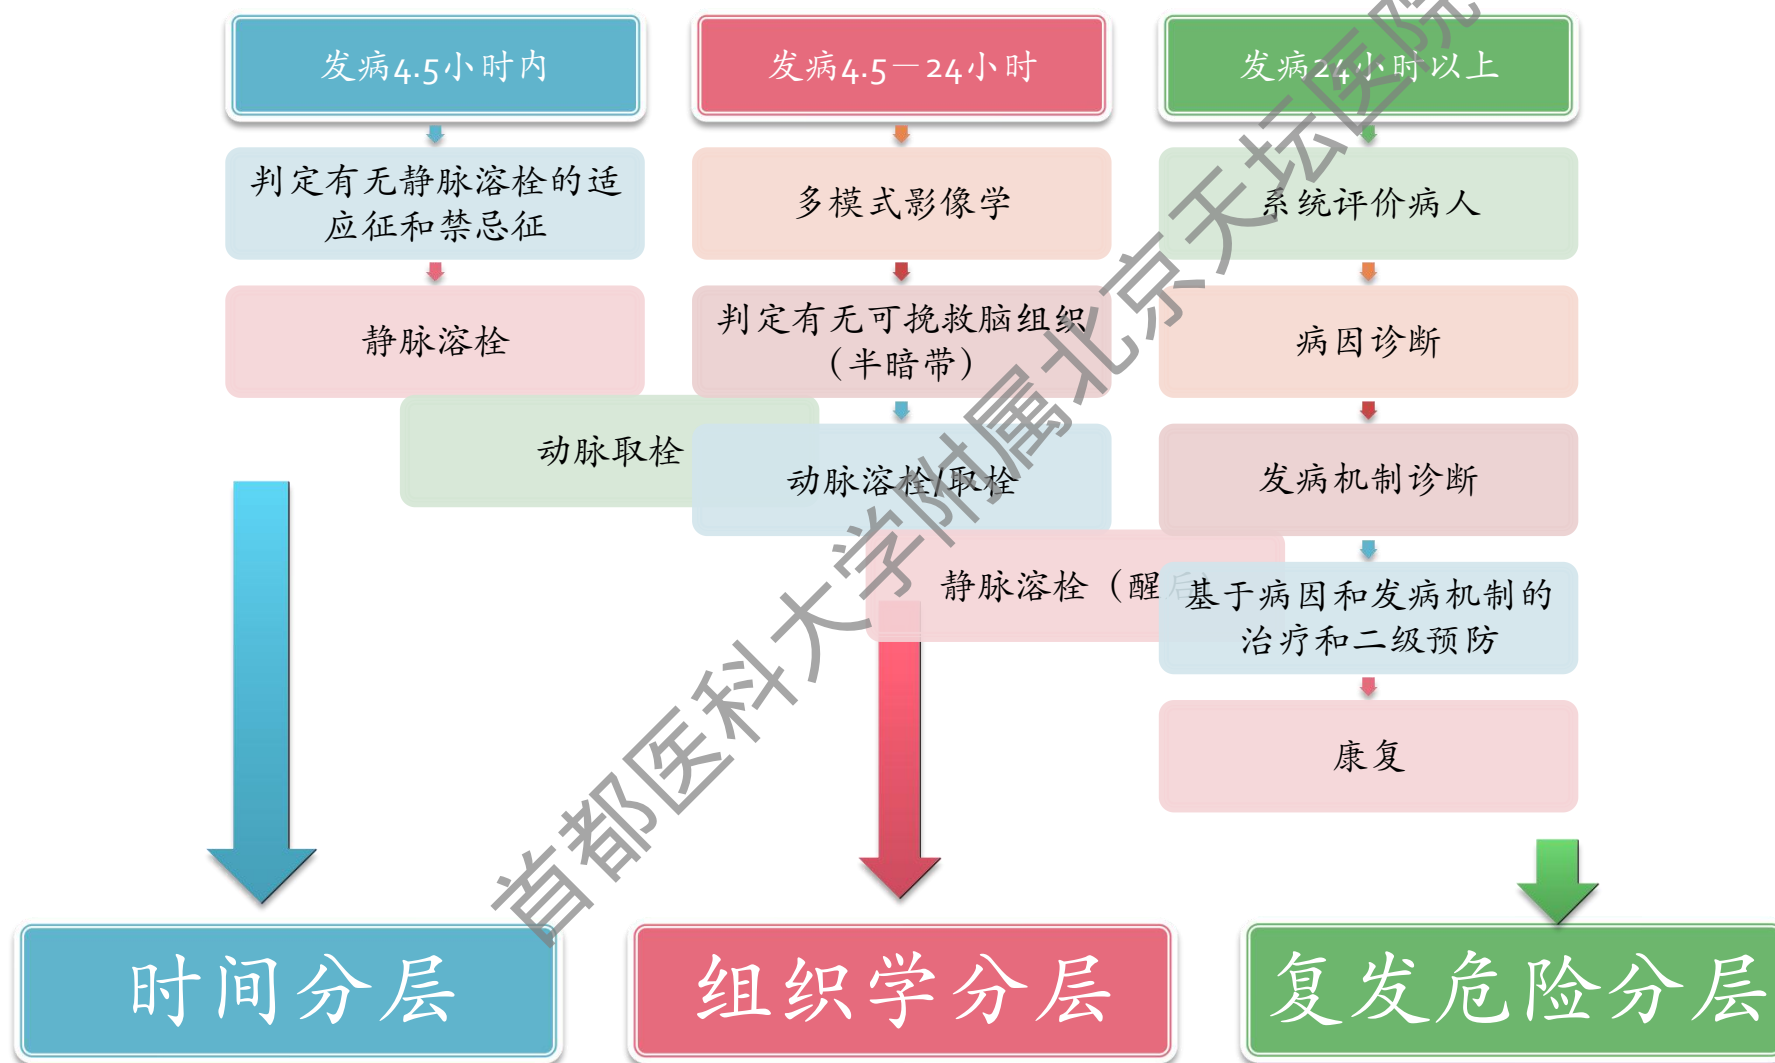 发病4.5小时内
判定有无静脉溶栓的适
应征和禁忌征
静脉溶栓
动脉取栓
发病4.5－24小时
多模式影像学
判定有无可挽救脑组织
（半暗带）
动脉溶栓/取栓
静脉溶栓（醒后
发病24小时以上
系统评价病人
病因诊断
发病机制诊断
基于病因和发病机制的
治疗和二级预防
康复
时间分层
组织学分层
复发危险分层
首都医科大学附属北京天坛医院